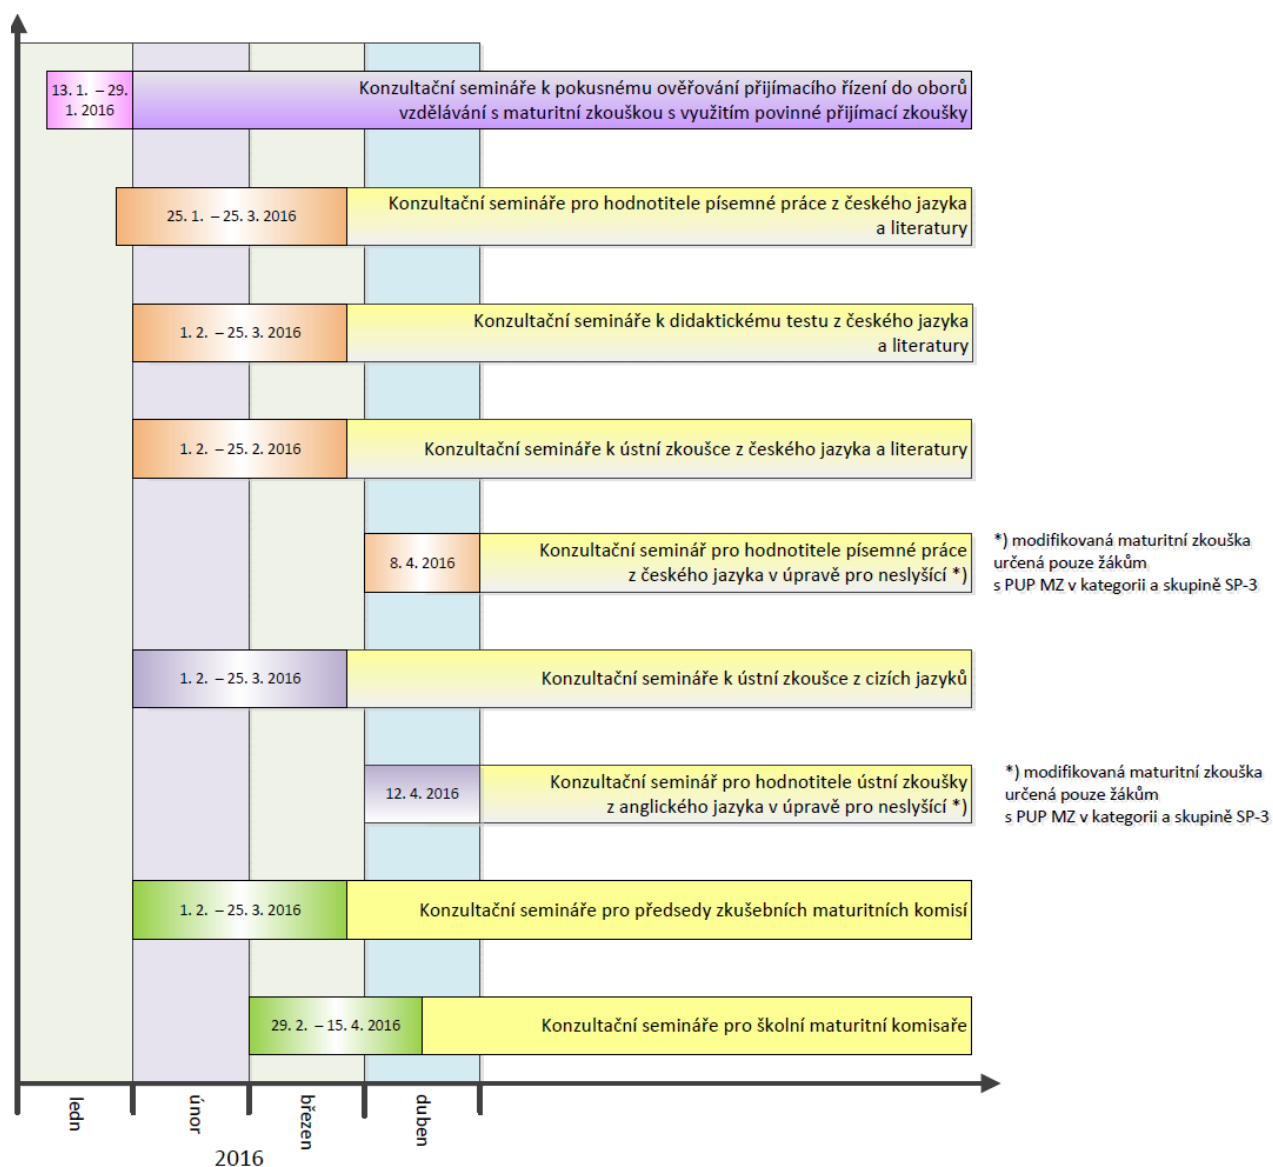 13. 1. – 29.
1. 2016
Konzultační semináře k pokusnému ověřování přijímacího řízení do oborů
vzdělávání s maturitní zkouškou s využitím povinné přijímací zkoušky
25. 1. – 25. 3. 2016
Konzultační semináře pro hodnotitele písemné práce z českého jazyka
a literatury
1. 2. – 25. 3. 2016
Konzultační semináře k didaktickému testu z českého jazyka
a literatury
1. 2. – 25. 2. 2016
Konzultační semináře k ústní zkoušce z českého jazyka a literatury
8. 4. 2016
Konzultační seminář pro hodnotitele písemné práce
z českého jazyka v úpravě pro neslyšící *)
*) modifikovaná maturitní zkouška
určená pouze žákům
s PUP MZ v kategorii a skupině SP-3
1. 2. – 25. 3. 2016
Konzultační semináře k ústní zkoušce z cizích jazyků
12. 4. 2016
Konzultační seminář pro hodnotitele ústní zkoušky
z anglického jazyka v úpravě pro neslyšící *)
*) modifikovaná maturitní zkouška
určená pouze žákům
s PUP MZ v kategorii a skupině SP-3
1. 2. – 25. 3. 2016
Konzultační semináře pro předsedy zkušebních maturitních komisí
29. 2. – 15. 4. 2016
Konzultační semináře pro školní maturitní komisaře
ledn
únor
březen
duben
2016